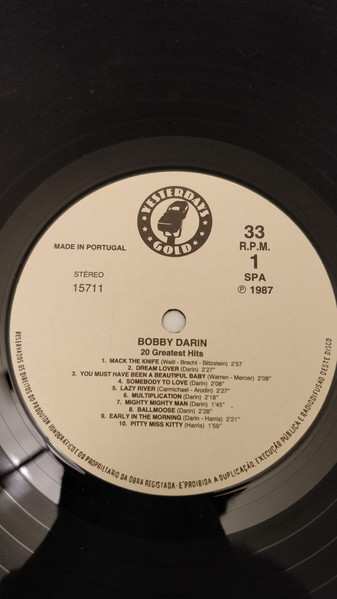 YESTERDAYS
GOLD
MADE IN PORTUGAL
STÉREO
15711
33
R.P.M.
1
SPA
℗ 1987
BOBBY DARIN
20 Greatest Hits
1. MACK THE KNIFE (Weill - Brecht - Blitzstein) 2'57
2. DREAM LOVER (Darin) 2'27"
3. YOU MUST HAVE BEEN A BEAUTIFUL BABY (Warren - Mercer) 2'08"
4. SOMEBODY TO LOVE (Darin) 2'08"
5. LAZY RIVER (Carmichael - Arodin) 2'27"
6. MULTIPLICATION (Darin) 2'18"
7. MIGHTY MIGHTY MAN (Darin) 1'45"
8. BALLMOOSE (Darin) 2'28"
9. EARLY IN THE MORNING (Darin - Harris) 2'21"
10. PITTY MISS KITTY (Harris) 1'59"
RESERVADOS OS DIREITOS DO PRODUTOR FONOGRÁFICO E DO PROPRIETÁRIO DA OBRA REGISTADA - É PROIBIDA A DUPLICAÇÃO, EXECUÇÃO PÚBLICA E RADIODIFUSÃO DESTE DISCO